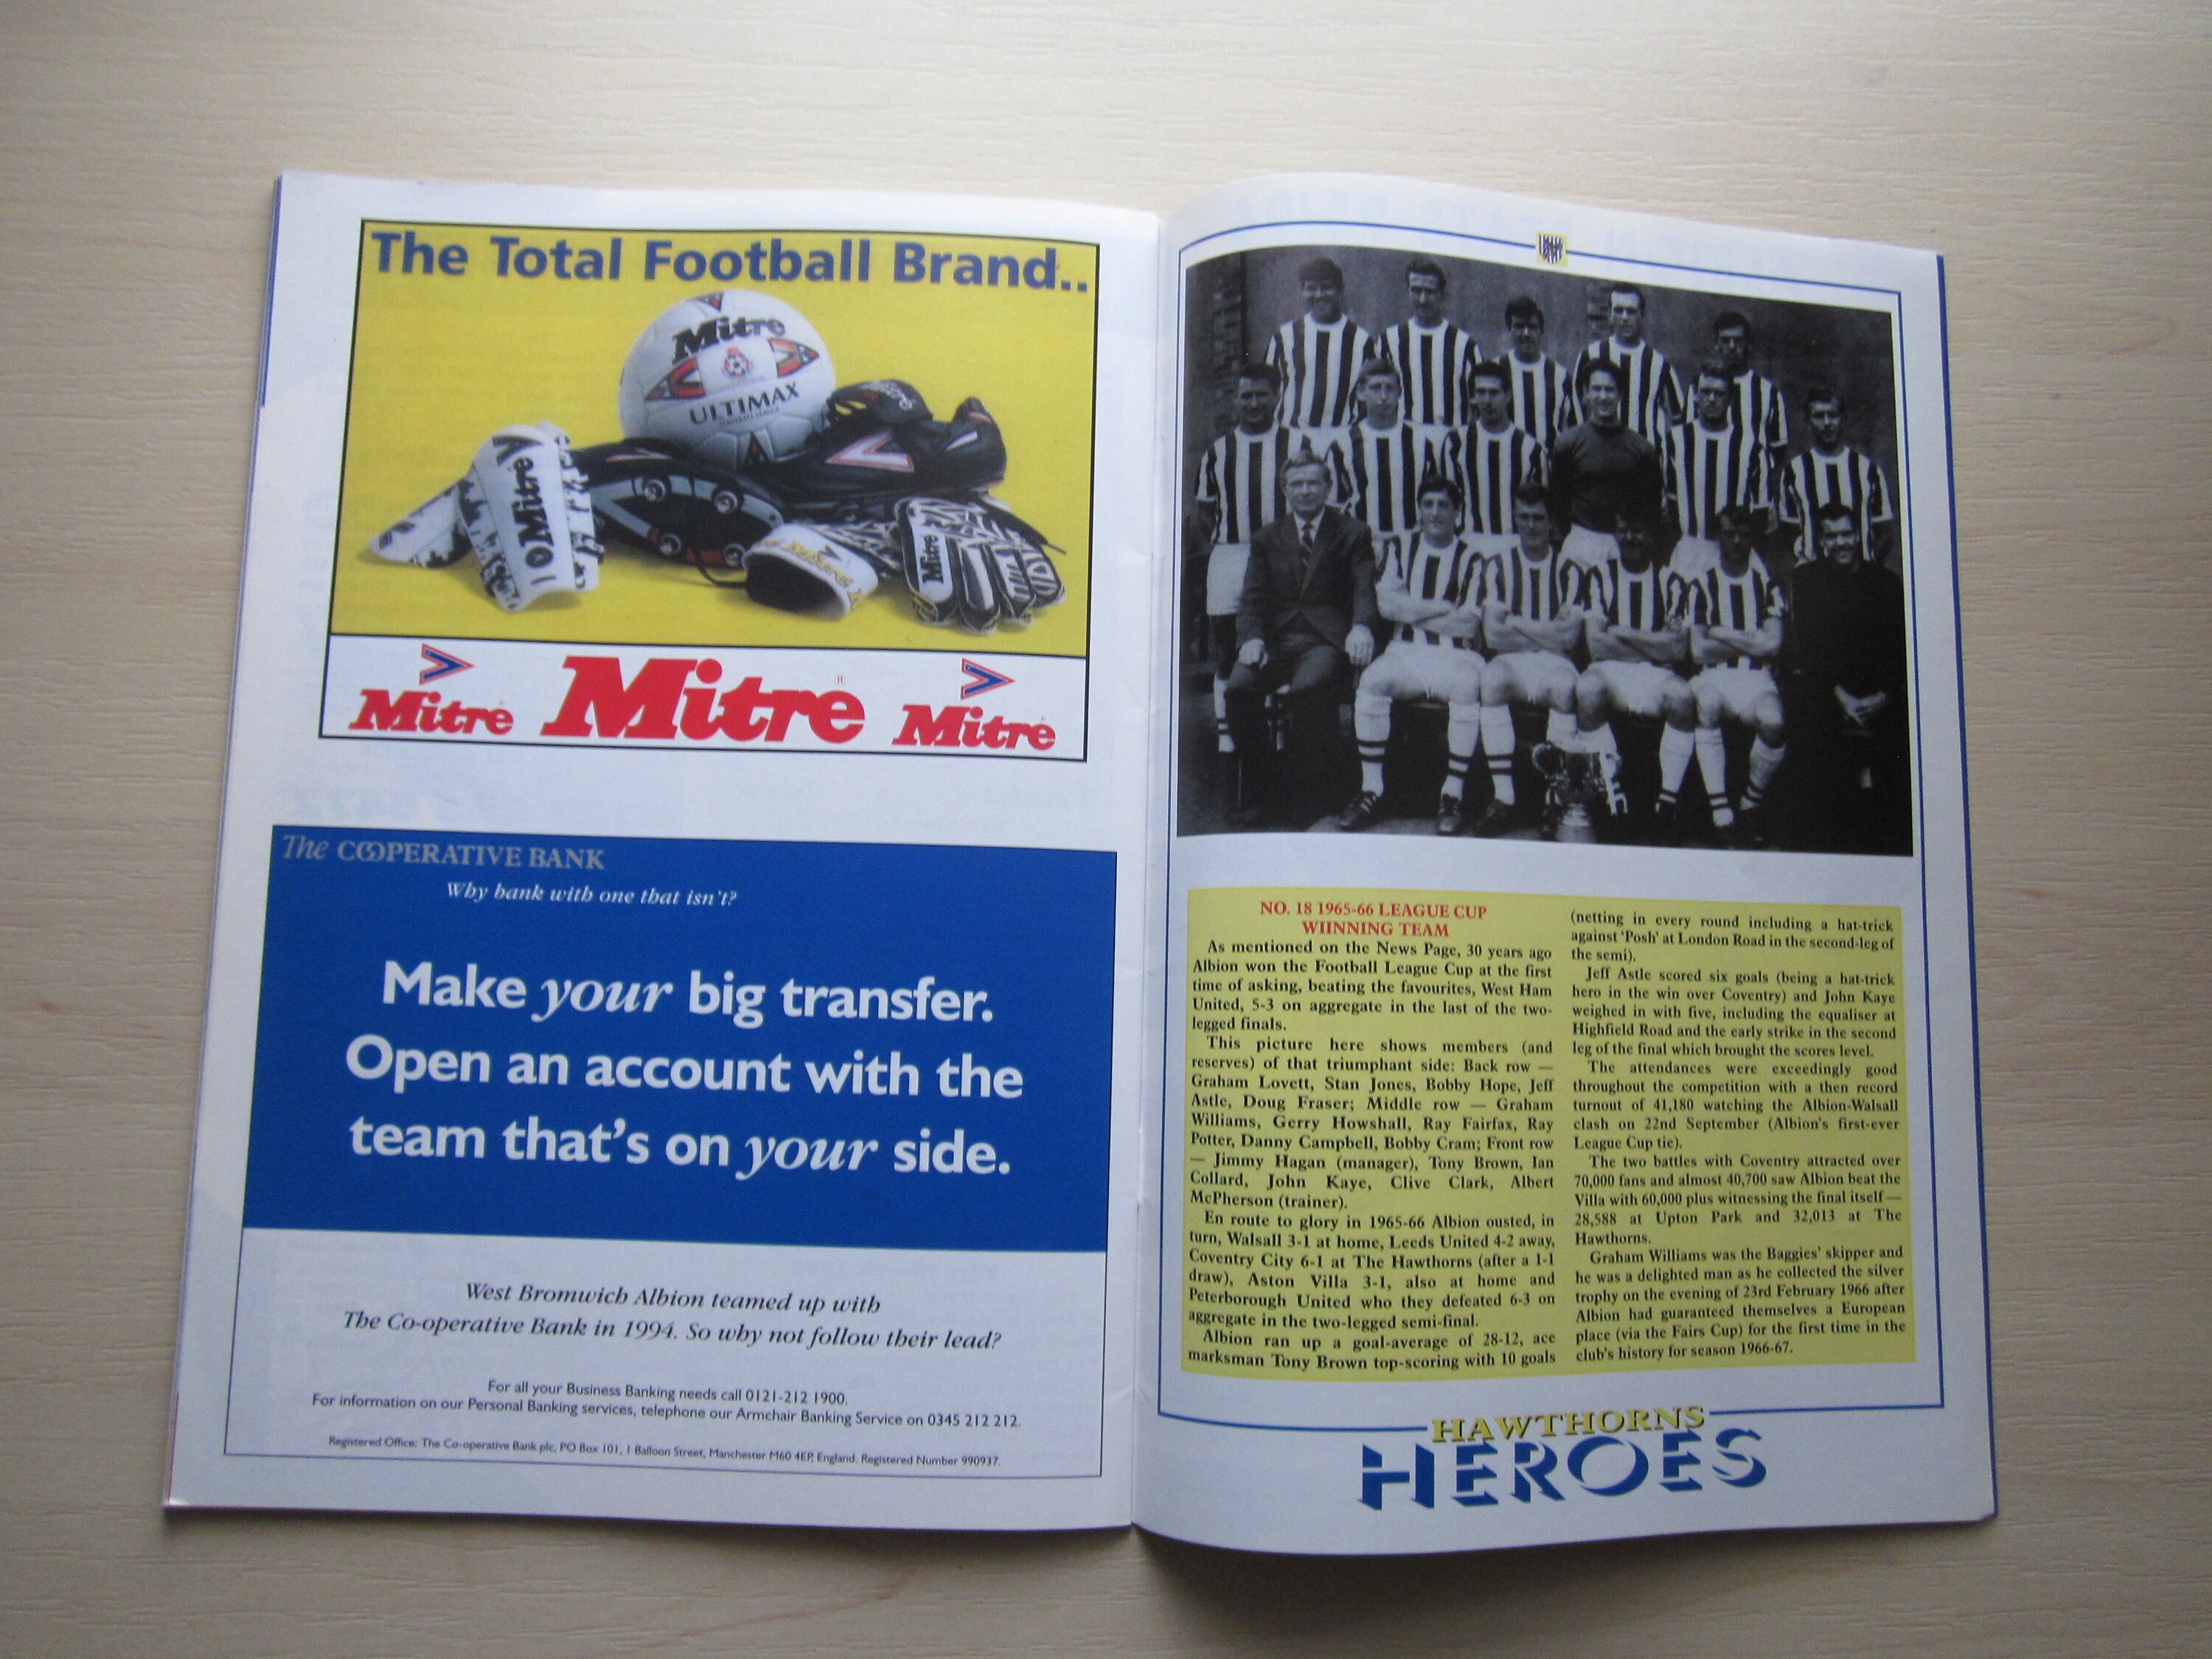 The Total Football Brand..
Mitre
ULTIMAX
Mitre
Mitre
Mitre
Mitre
Mitre
The COOPERATIVE BANK
Why bank with one that isn't?
Make your big transfer.
Open an account with the
team that's on your side.
West Bromwich Albion teamed up with
The Co-operative Bank in 1994. So why not follow their lead?
For all your Business Banking needs call 0121-212 1900.
For information on our Personal Banking services, telephone our Armchair Banking Service on 0345 212 212.
Registered Office: The Co-operative Bank plc, PO Box 101, 1 Balloon Street, Manchester M60 4EP, England. Registered Number 990937.
NO. 18 1965-66 LEAGUE CUP
WIINNING TEAM
As mentioned on the News Page, 30 years ago
Albion won the Football League Cup at the first
time of asking, beating the favourites, West Ham
United, 5-3 on aggregate in the last of the two-
legged finals.
This picture here shows members (and
reserves) of that triumphant side: Back row —
Graham Lovett, Stan Jones, Bobby Hope, Jeff
Astle, Doug Fraser; Middle row — Graham
Williams, Gerry Howshall, Ray Fairfax, Ray
Potter, Danny Campbell, Bobby Cram; Front row
— Jimmy Hagan (manager), Tony Brown, Ian
Collard, John Kaye, Clive Clark, Albert
McPherson (trainer).
En route to glory in 1965-66 Albion ousted, in
turn, Walsall 3-1 at home, Leeds United 4-2 away,
Coventry City 6-1 at The Hawthorns (after a 1-1
draw), Aston Villa 3-1, also at home and
Peterborough United who they defeated 6-3 on
aggregate in the two-legged semi-final.
Albion ran up a goal-average of 28-12, ace
marksman Tony Brown top-scoring with 10 goals
(netting in every round including a hat-trick
against 'Posh' at London Road in the second-leg of
the semi).
Jeff Astle scored six goals (being a hat-trick
hero in the win over Coventry) and John Kaye
weighed in with five, including the equaliser at
Highfield Road and the early strike in the second
leg of the final which brought the scores level.
The attendances were exceedingly good
throughout the competition with a then record
turnout of 41,180 watching the Albion-Walsall
clash on 22nd September (Albion's first-ever
League Cup tie).
The two battles with Coventry attracted over
70,000 fans and almost 40,700 saw Albion beat the
Villa with 60,000 plus witnessing the final itself —
28,588 at Upton Park and 32,013 at The
Hawthorns.
Graham Williams was the Baggies' skipper and
he was a delighted man as he collected the silver
trophy on the evening of 23rd February 1966 after
Albion had guaranteed themselves a European
place (via the Fairs Cup) for the first time in the
club's history for season 1966-67.
HAWTHORNS
HEROES